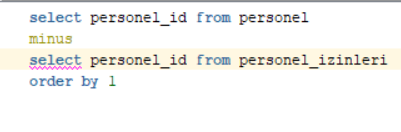 select personel_id from personel
minus
select personel_id from personel_izinleri
order by 1